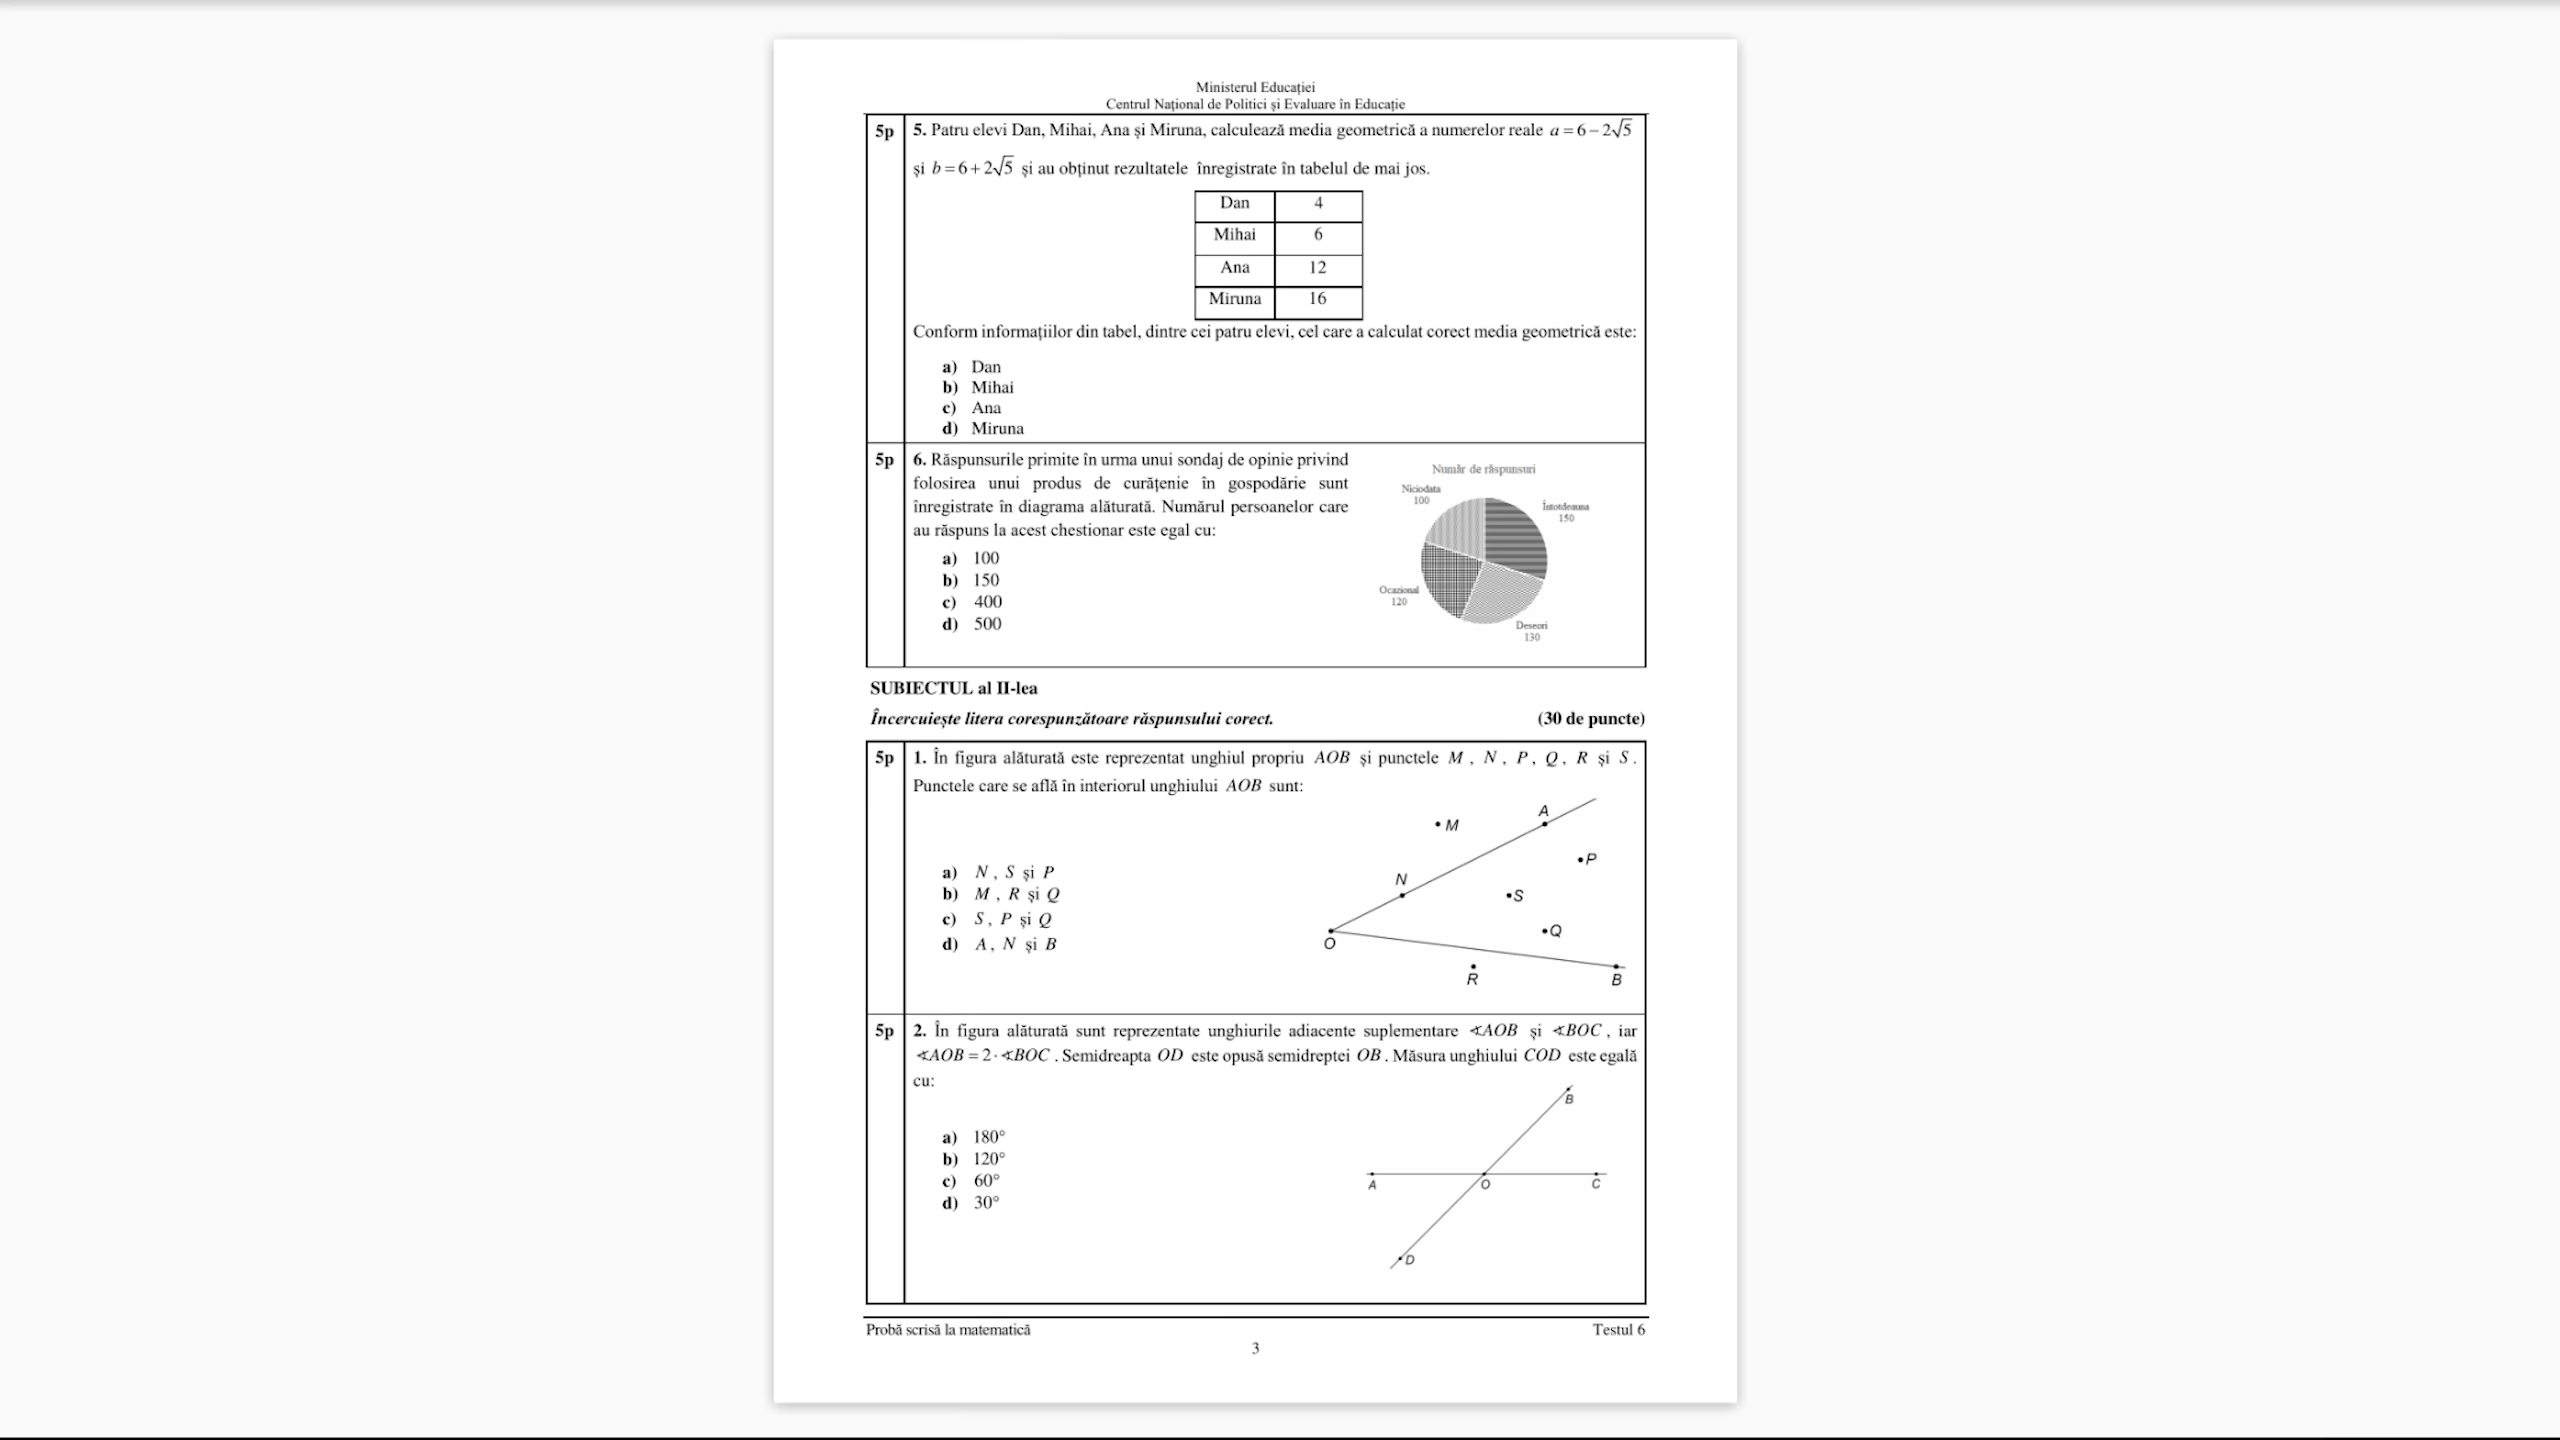 Ministerul Educației
Centrul Național de Politici și Evaluare în Educație
5p
5. Patru elevi Dan, Mihai, Ana și Miruna, calculează media geometrică a numerelor reale a = 6 − 2√5
și b = 6 + 2√5 și au obținut rezultatele înregistrate în tabelul de mai jos.
Dan 4
Mihai 6
Ana 12
Miruna 16
Conform informațiilor din tabel, dintre cei patru elevi, cel care a calculat corect media geometrică este:
a) Dan
b) Mihai
c) Ana
d) Miruna
5p
6. Răspunsurile primite în urma unui sondaj de opinie privind
folosirea unui produs de curățenie în gospodărie sunt
înregistrate în diagrama alăturată. Numărul persoanelor care
au răspuns la acest chestionar este egal cu:
a) 100
b) 150
c) 400
d) 500
Număr de răspunsuri
Niciodata
100
Întotdeauna
150
Ocazional
120
Deseori
130
SUBIECTUL al II-lea
Încercuiește litera corespunzătoare răspunsului corect. (30 de puncte)
5p
1. În figura alăturată este reprezentat unghiul propriu AOB și punctele M , N , P , Q , R și S .
Punctele care se află în interiorul unghiului AOB sunt:
a) N , S și P
b) M , R și Q
c) S , P și Q
d) A , N și B
A
M
P
N
S
Q
O
R
B
5p
2. În figura alăturată sunt reprezentate unghiurile adiacente suplementare ∢AOB și ∢BOC , iar
∢AOB = 2 · ∢BOC . Semidreapta OD este opusă semidreptei OB . Măsura unghiului COD este egală
cu:
a) 180°
b) 120°
c) 60°
d) 30°
B
A
O
C
D
Probă scrisă la matematică Testul 6
3